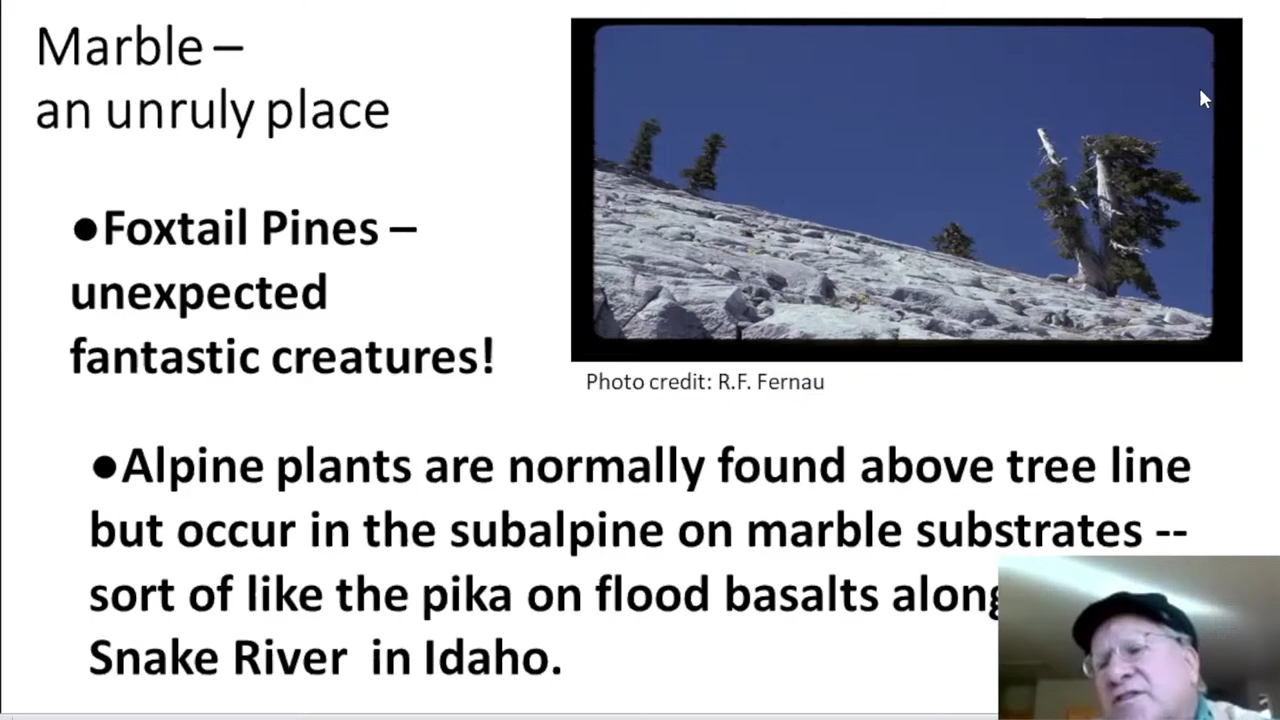 Marble –
an unruly place
●Foxtail Pines –
unexpected
fantastic creatures!
Photo credit: R.F. Fernau
●Alpine plants are normally found above tree line
but occur in the subalpine on marble substrates --
sort of like the pika on flood basalts along
Snake River in Idaho.